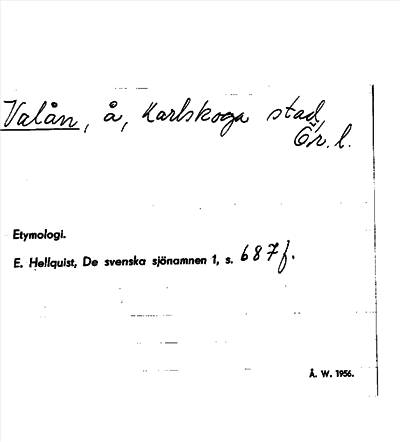 Valån, å, Karlskoga stad,
Ör. l.
Etymologi.
E. Hellquist, De svenska sjönamnen 1, s. 687 f.
Å. W. 1956.